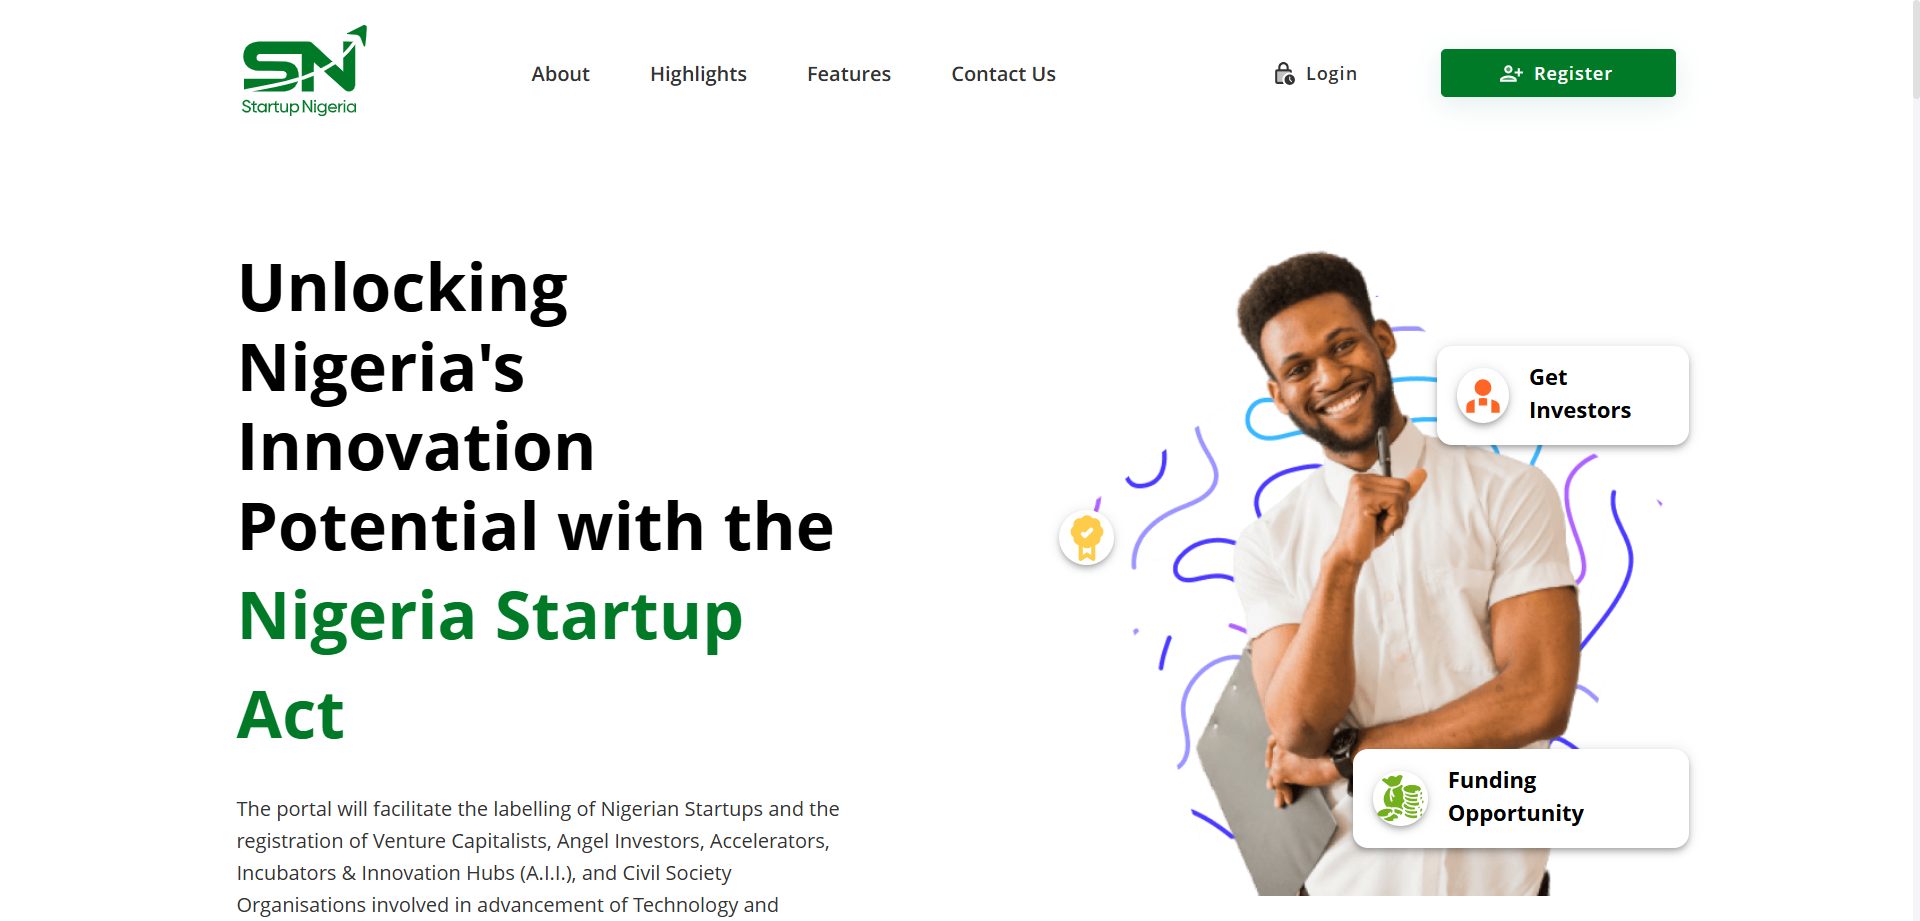 SN
Startup Nigeria
About
Highlights
Features
Contact Us
Login
Register
Unlocking
Nigeria's
Innovation
Potential with the
Nigeria Startup
Act
The portal will facilitate the labelling of Nigerian Startups and the
registration of Venture Capitalists, Angel Investors, Accelerators,
Incubators & Innovation Hubs (A.I.I.), and Civil Society
Organisations involved in advancement of Technology and
Get
Investors
Funding
Opportunity